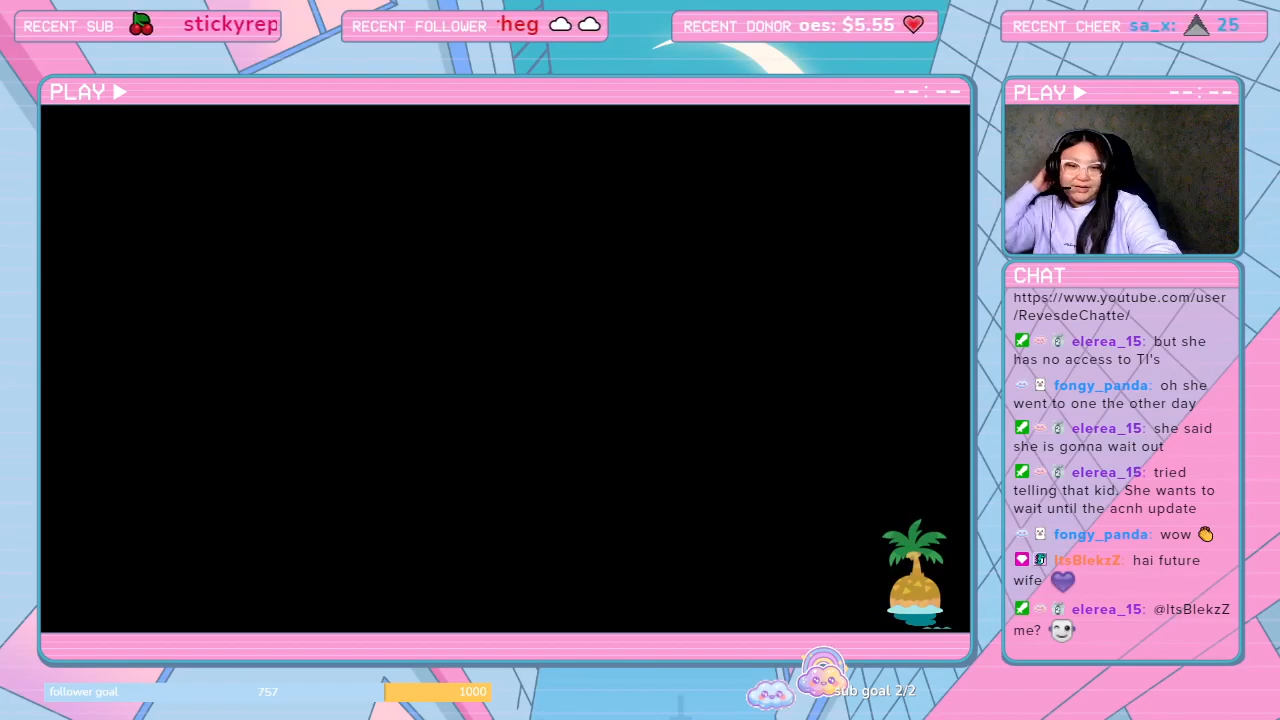 RECENT SUB stickyrep
RECENT FOLLOWER heg
RECENT DONOR oes: $5.55
RECENT CHEER sa_x: 25
PLAY --:--
PLAY --:--
CHAT
https://www.youtube.com/user
/RevesdeChatte/
elerea_15: but she
has no access to TI's
fongy_panda: oh she
went to one the other day
elerea_15: she said
she is gonna wait out
elerea_15: tried
telling that kid. She wants to
wait until the acnh update
fongy_panda: wow
ItsBlekzZ: hai future
wife
elerea_15: @ItsBlekzZ
me?
follower goal 757 1000
sub goal 2/2